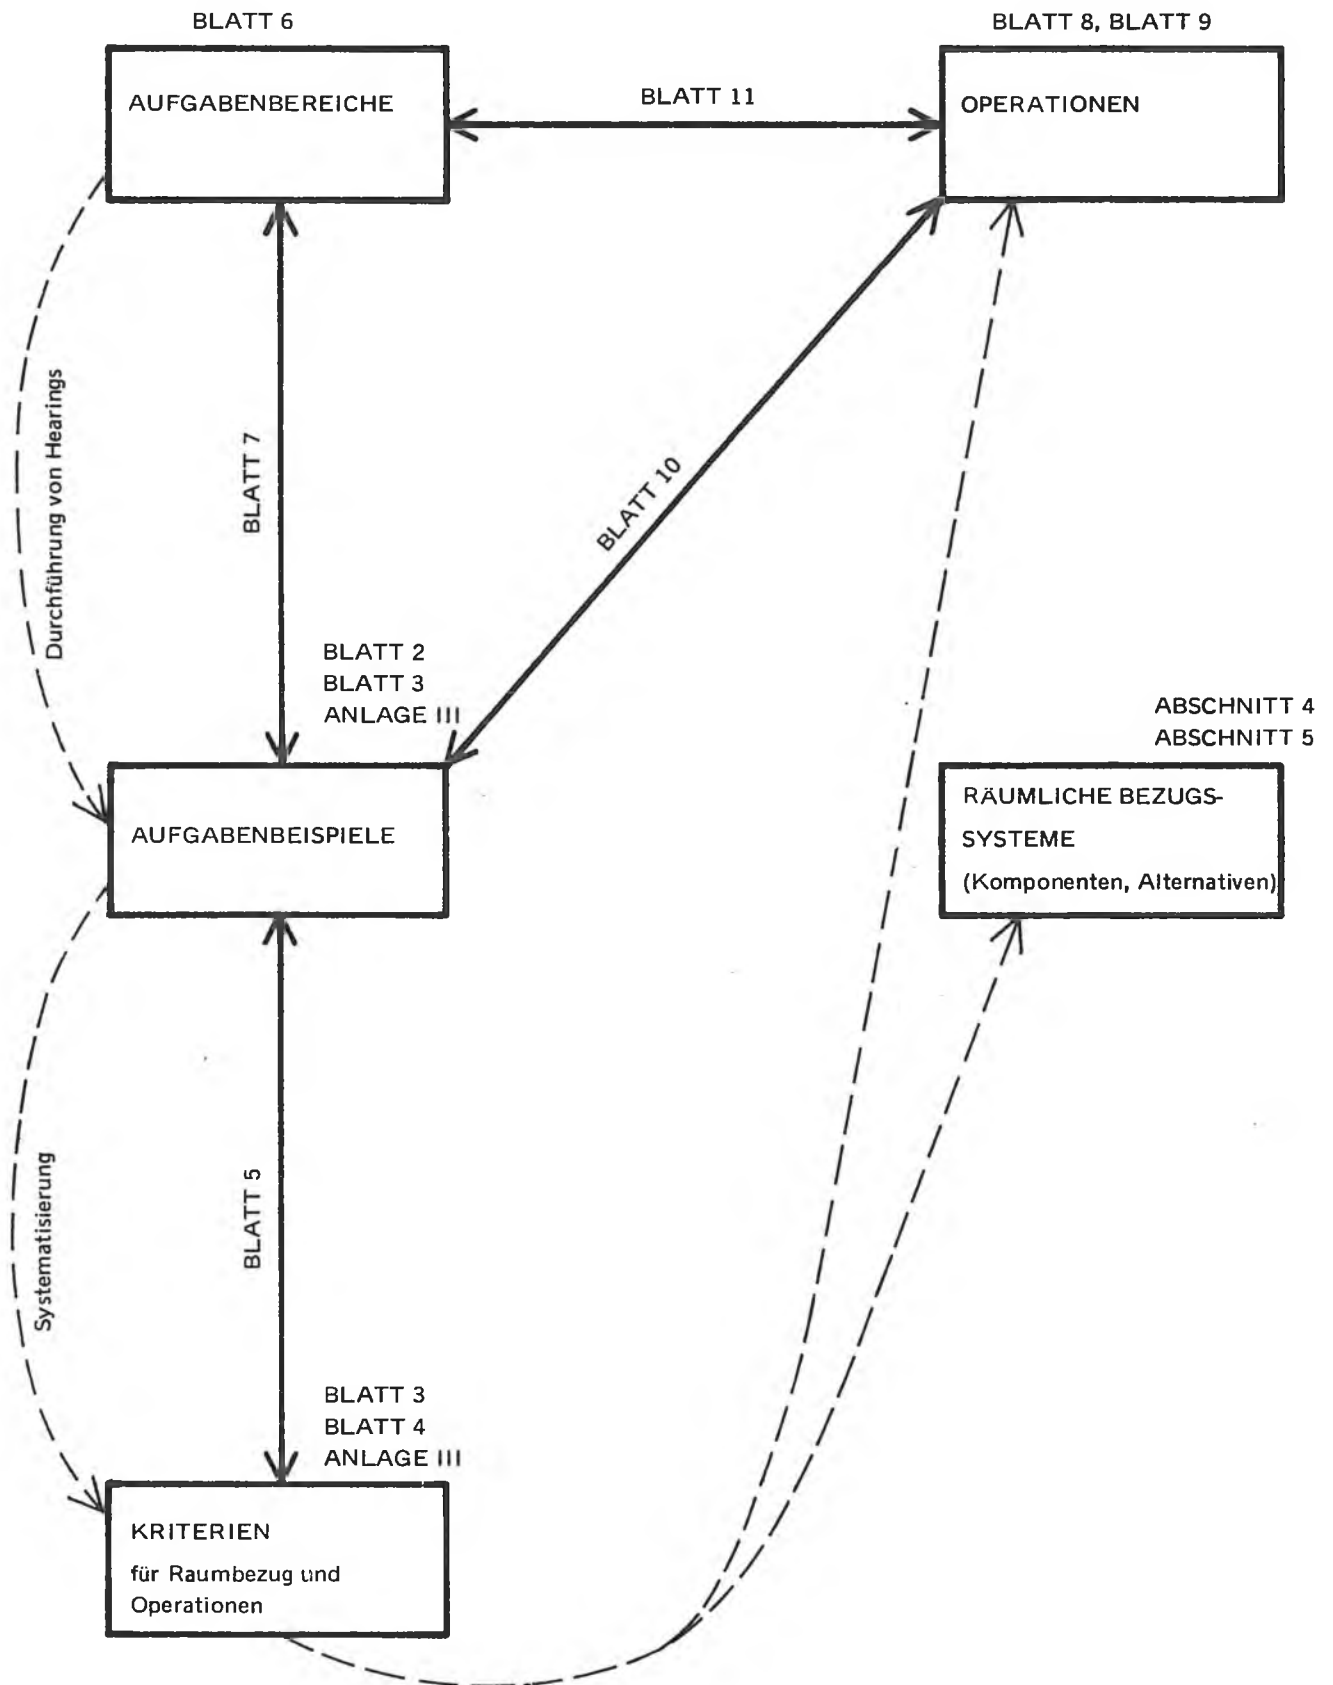 BLATT 6
BLATT 8, BLATT 9
AUFGABENBEREICHE
BLATT 11
OPERATIONEN
Durchführung von Hearings
BLATT 7
BLATT 10
BLATT 2
BLATT 3
ANLAGE III
ABSCHNITT 4
ABSCHNITT 5
AUFGABENBEISPIELE
RÄUMLICHE BEZUGS-
SYSTEME
(Komponenten, Alternativen)
Systematisierung
BLATT 5
BLATT 3
BLATT 4
ANLAGE III
KRITERIEN
für Raumbezug und
Operationen